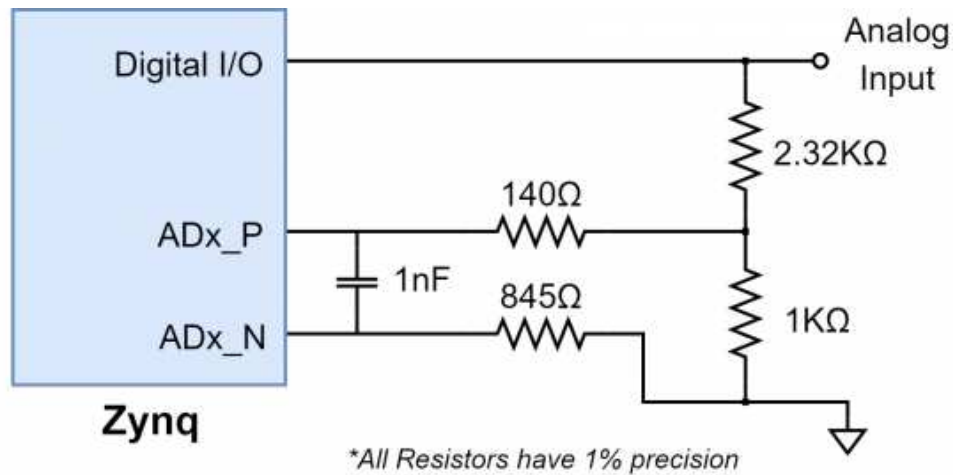 Analog
Input
Digital I/O
2.32KΩ
140Ω
ADx_P
1nF
845Ω
1KΩ
ADx_N
Zynq
*All Resistors have 1% precision